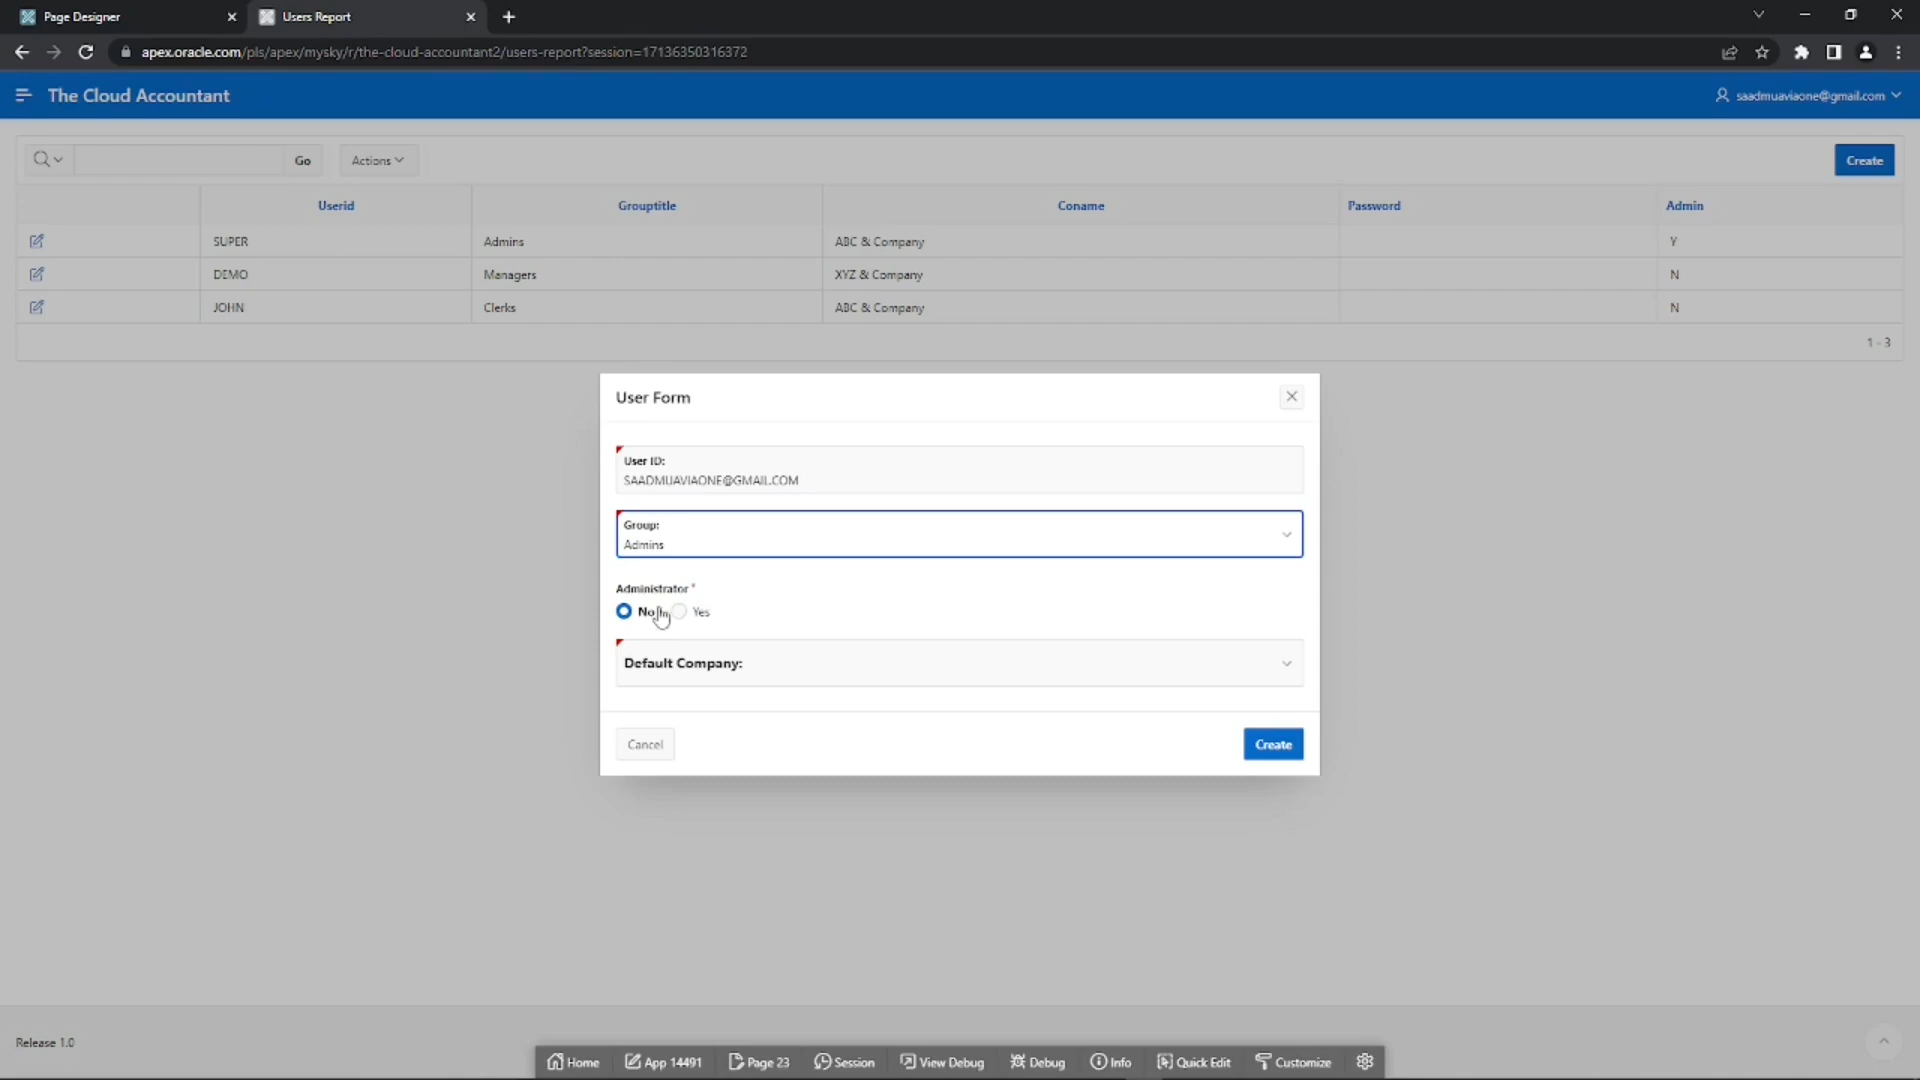 Page Designer
Users Report
apex.oracle.com/pls/apex/mysky/r/the-cloud-accountant2/users-report?session=17136350316372
The Cloud Accountant
saadmuaviaone@gmail.com
Go
Actions
Create
Userid Grouptitle Coname Password Admin
SUPER Admins ABC & Company Y
DEMO Managers XYZ & Company N
JOHN Clerks ABC & Company N
1 - 3
User Form
User ID:
SAADMUAVIAONE@GMAIL.COM
Group:
Admins
Administrator *
No Yes
Default Company:
Cancel
Create
Release 1.0
Home App 14491 Page 23 Session View Debug Debug Info Quick Edit Customize